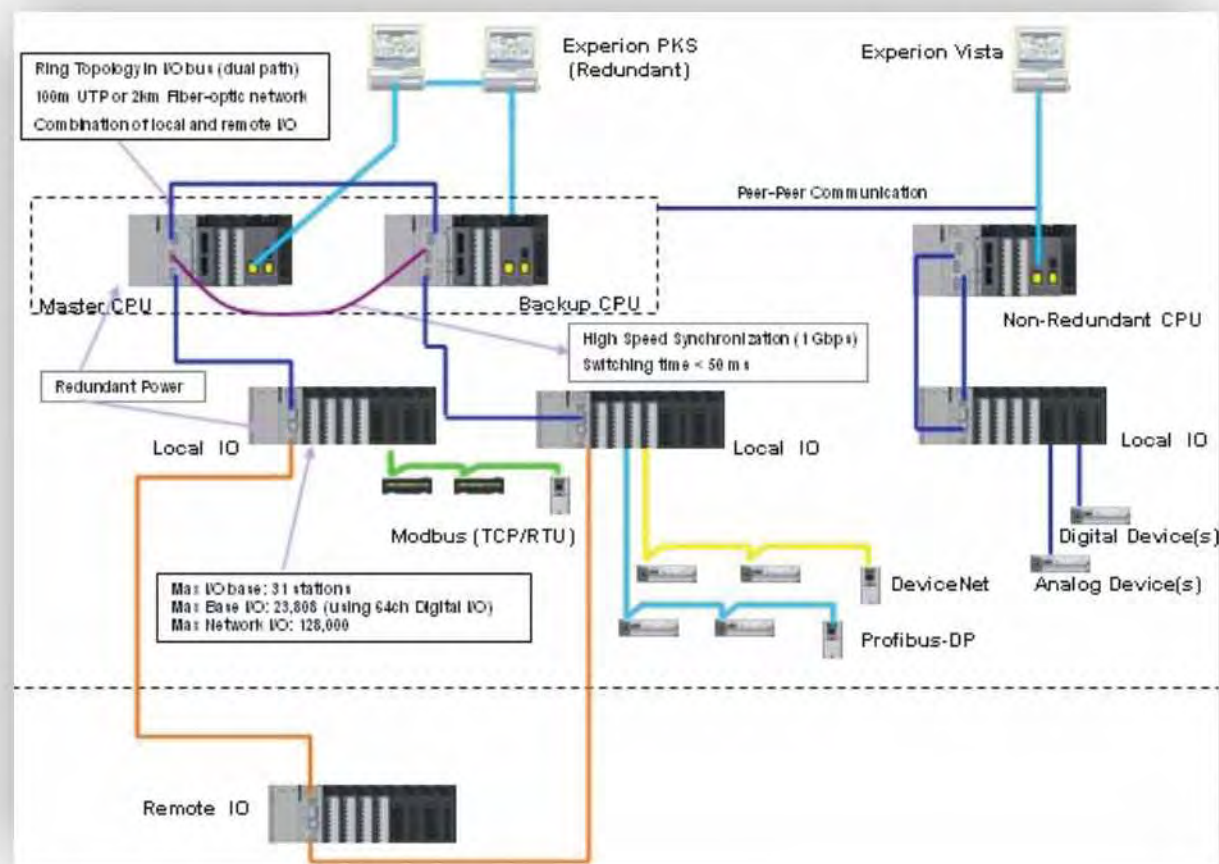 Experion PKS
(Redundant)
Experion Vista
Ring Topology in I/O bus (dual path)
100m UTP or 2km Fiber-optic network
Combination of local and remote I/O
Peer-Peer Communication
Master CPU
Backup CPU
Non-Redundant CPU
High Speed Synchronization (1 Gbps)
Switching time < 50 ms
Redundant Power
Local IO
Local IO
Local IO
Modbus (TCP/RTU)
Digital Device(s)
DeviceNet
Analog Device(s)
Max I/O base: 31 stations
Max Base I/O: 23,808 (using 64ch Digital I/O)
Max Network I/O: 128,000
Profibus-DP
Remote IO